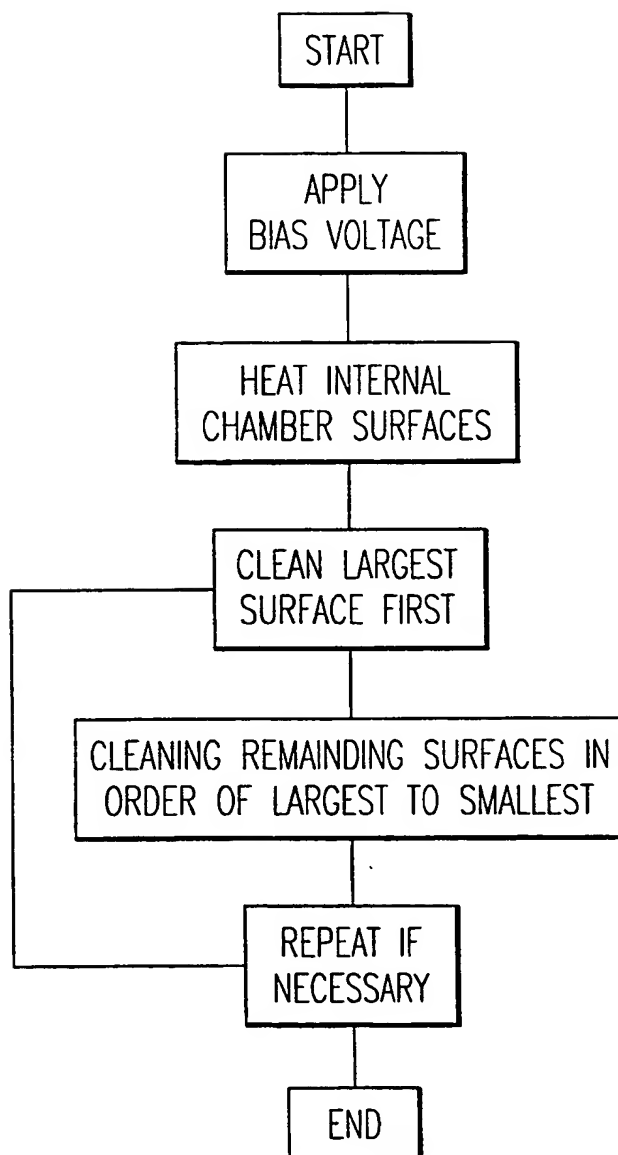 START
APPLY
BIAS VOLTAGE
HEAT INTERNAL
CHAMBER SURFACES
CLEAN LARGEST
SURFACE FIRST
CLEANING REMAINDING SURFACES IN
ORDER OF LARGEST TO SMALLEST
REPEAT IF
NECESSARY
END